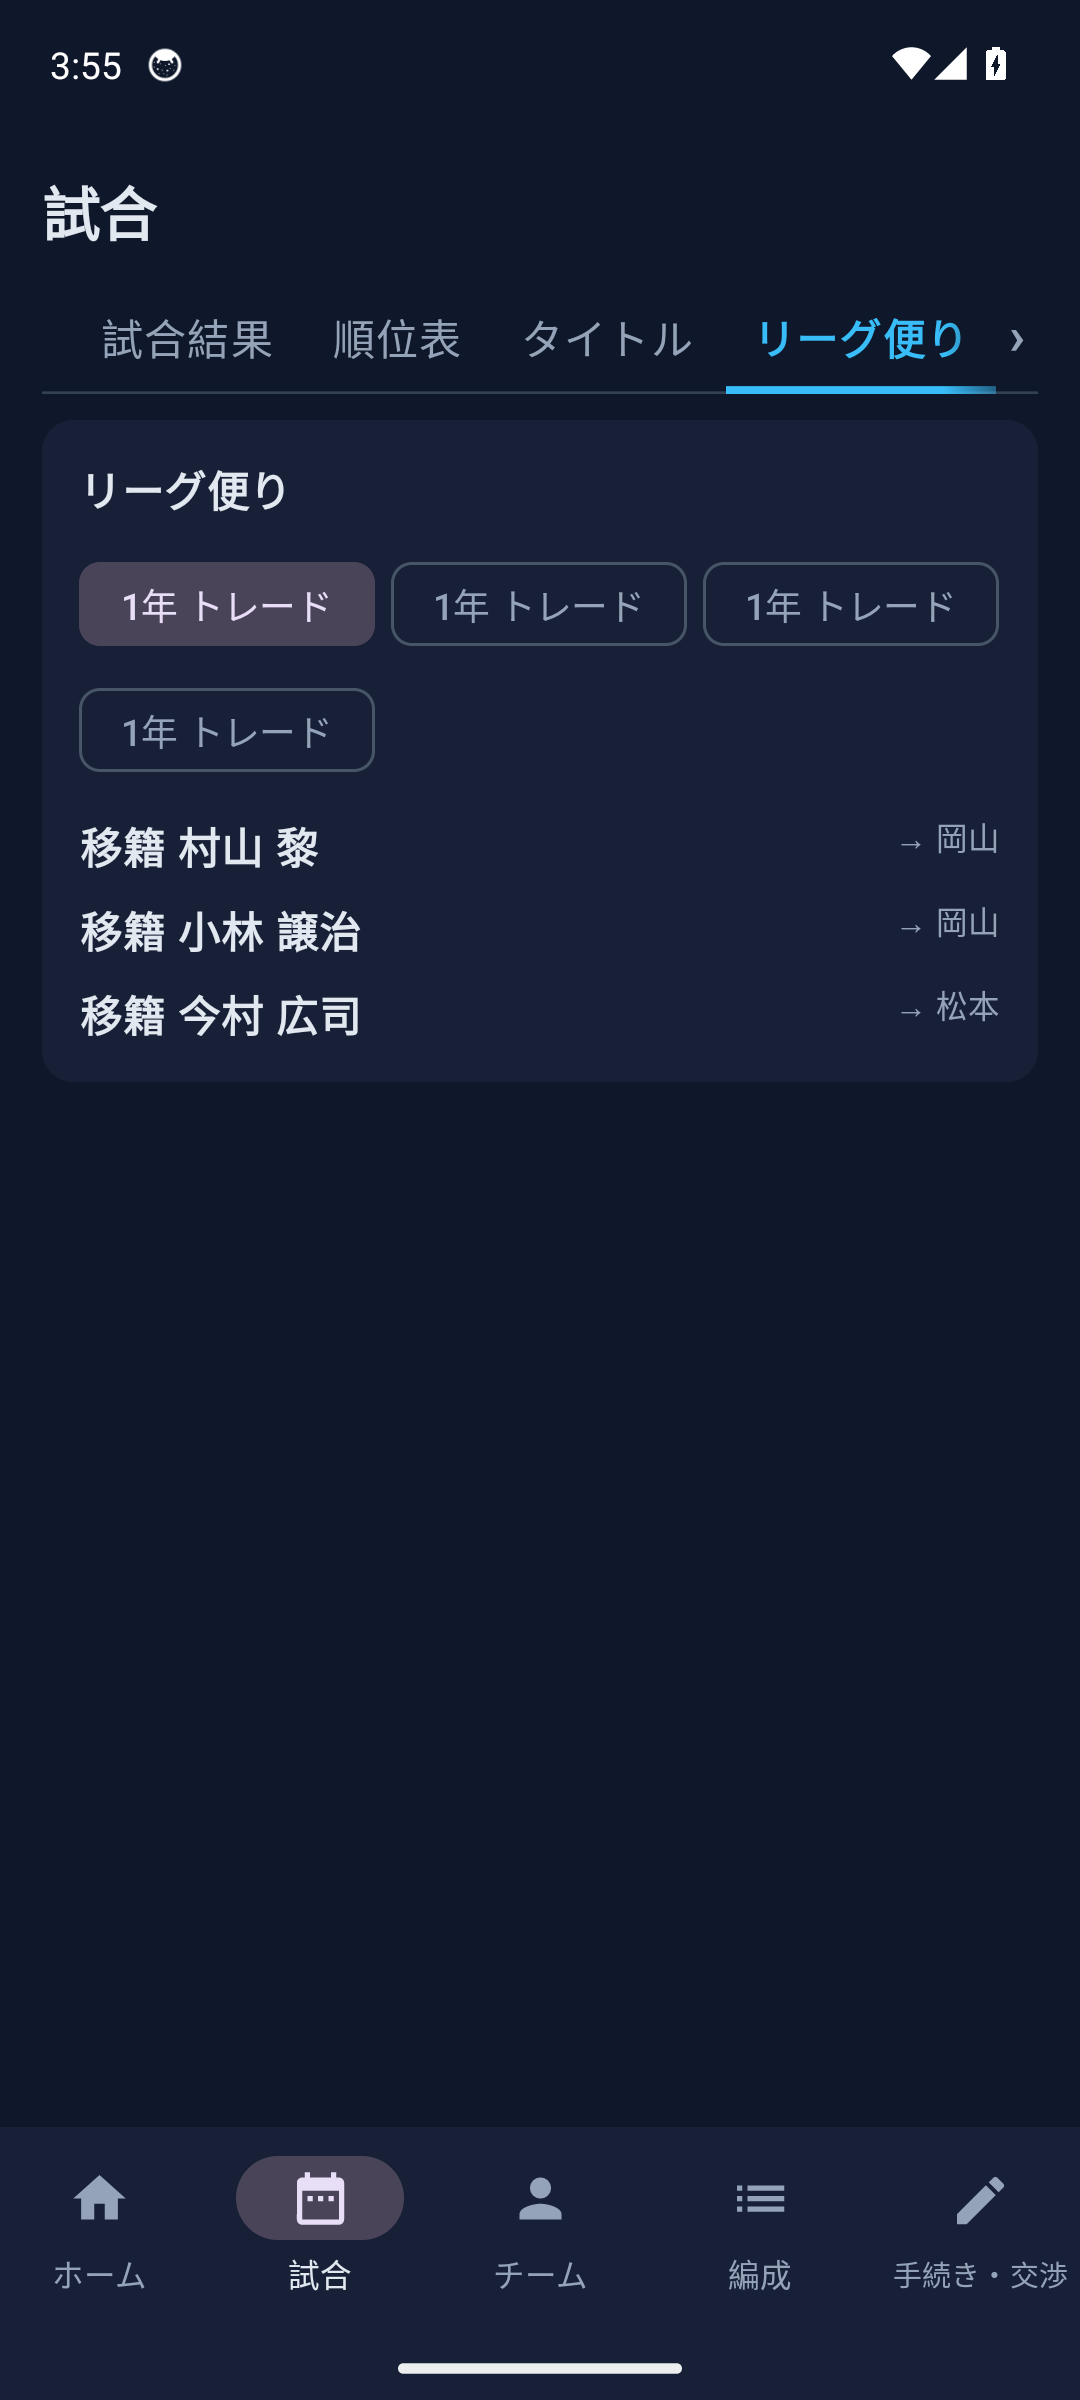 3:55
試合
試合結果 順位表 タイトル リーグ便り ›
リーグ便り
1年 トレード 1年 トレード 1年 トレード
1年 トレード
移籍 村山 黎 → 岡山
移籍 小林 譲治 → 岡山
移籍 今村 広司 → 松本
ホーム 試合 チーム 編成 手続き・交渉